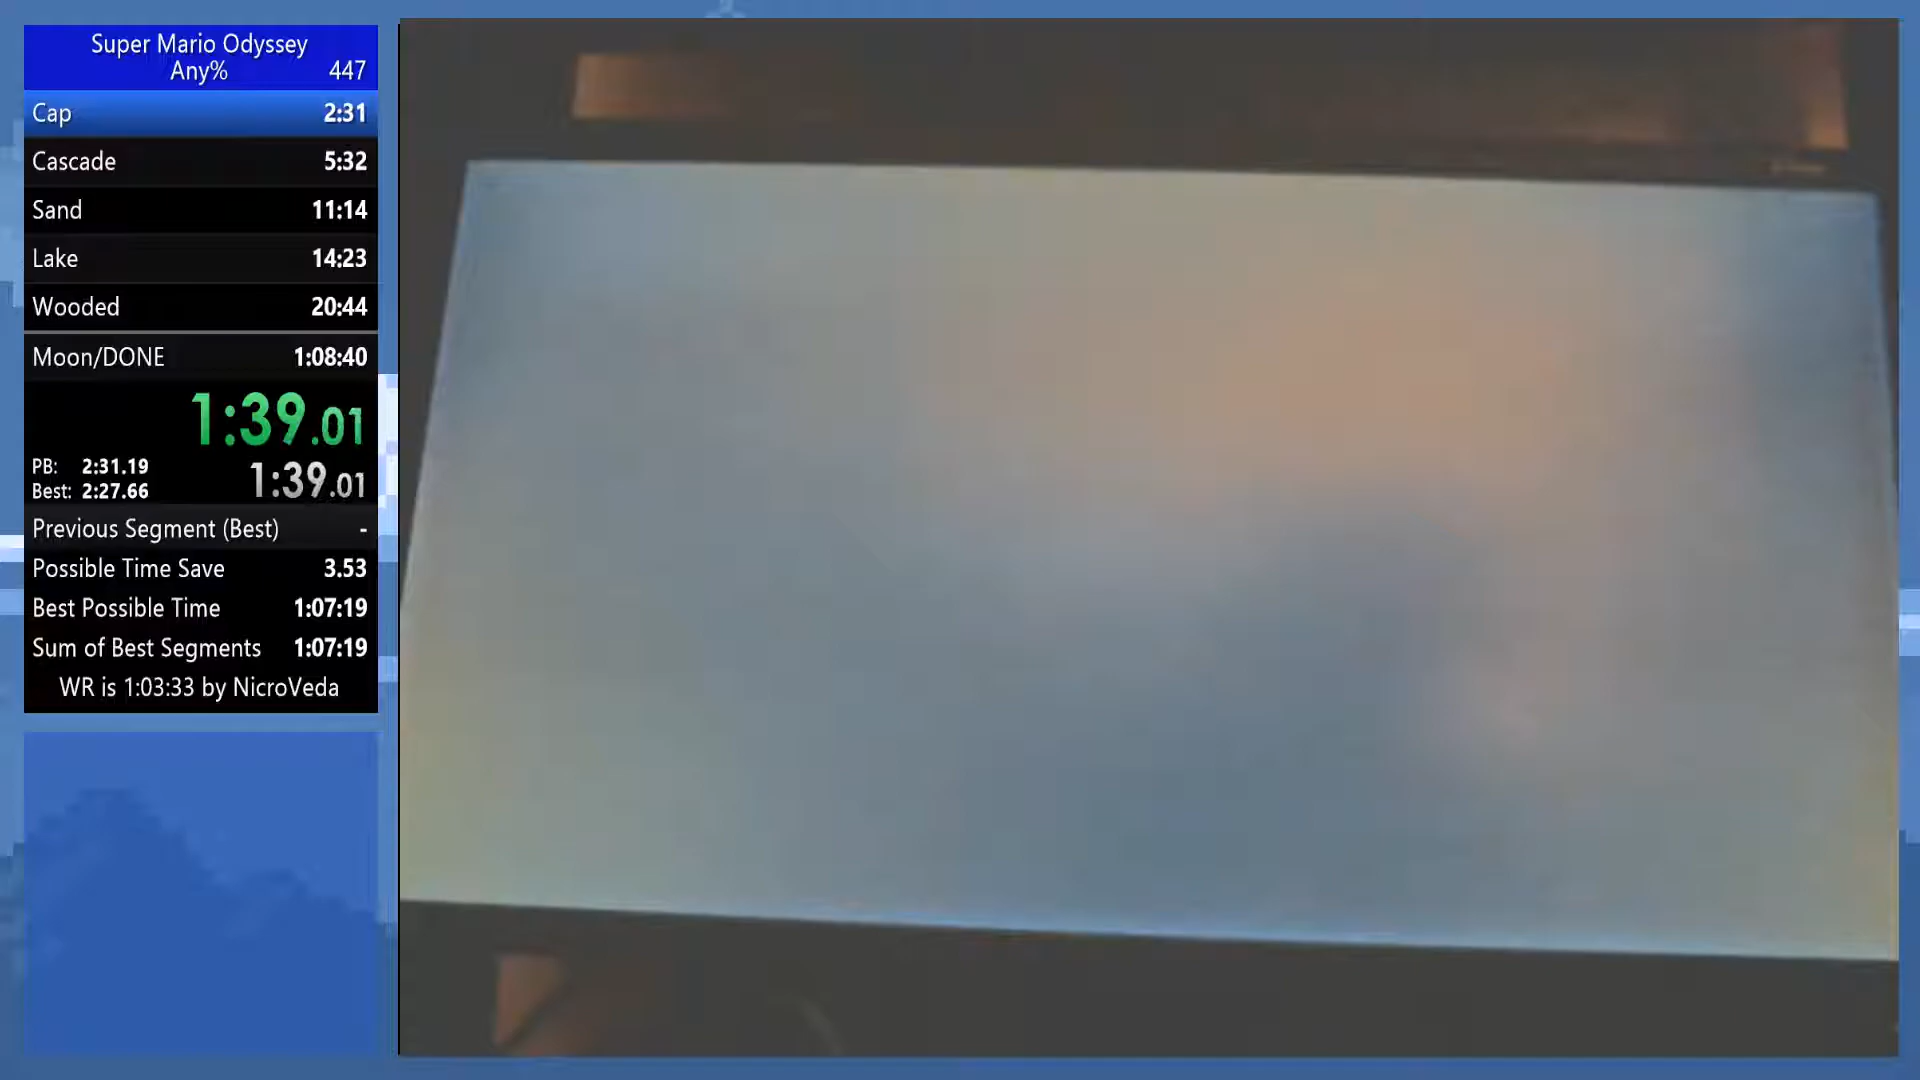 Super Mario Odyssey
Any% 447
Cap 2:31
Cascade 5:32
Sand 11:14
Lake 14:23
Wooded 20:44
Moon/DONE 1:08:40
1:39.01
PB: 2:31.19
Best: 2:27.66
1:39.01
Previous Segment (Best) -
Possible Time Save 3.53
Best Possible Time 1:07:19
Sum of Best Segments 1:07:19
WR is 1:03:33 by NicroVeda